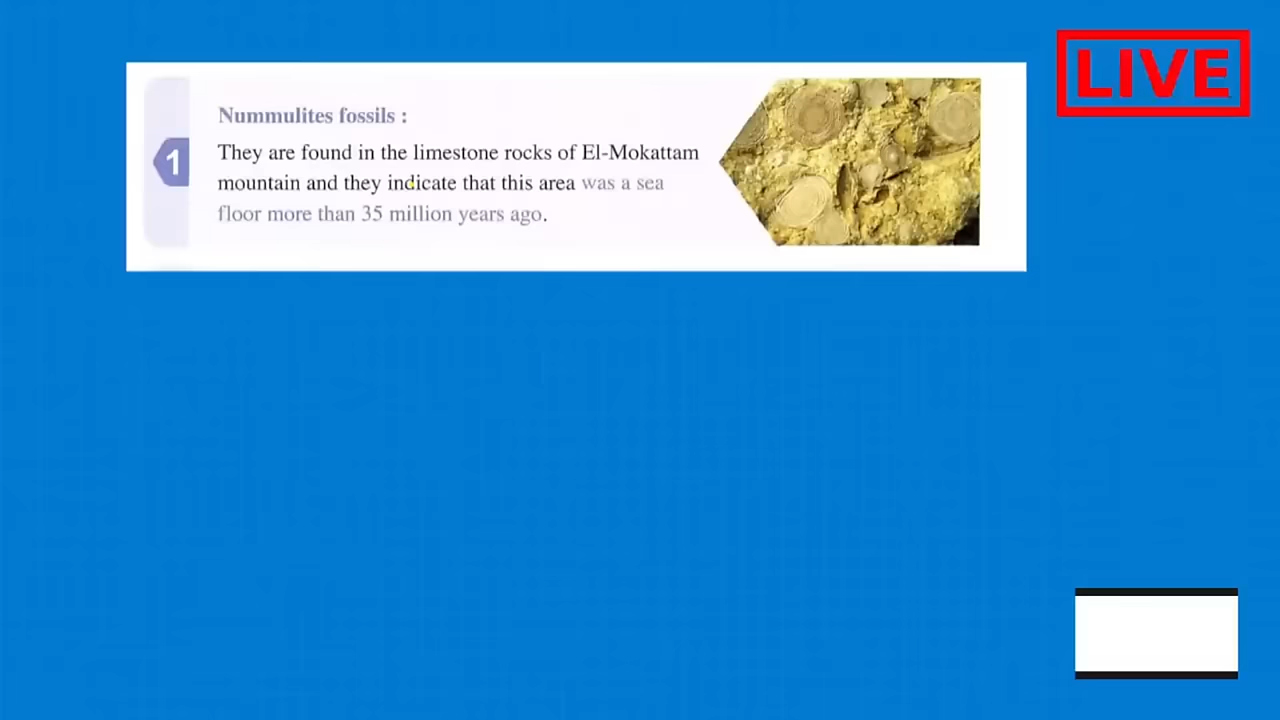 LIVE
Nummulites fossils :
1
They are found in the limestone rocks of El-Mokattam
mountain and they indicate that this area was a sea
floor more than 35 million years ago.